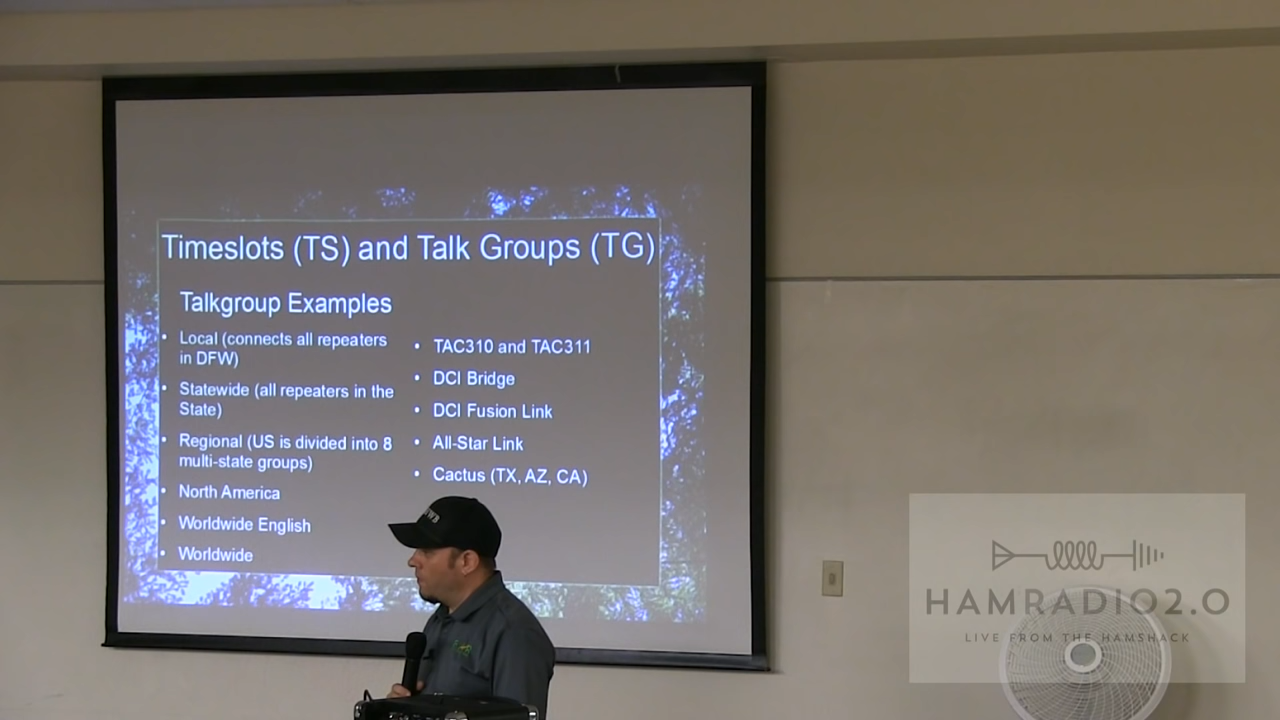 Timeslots (TS) and Talk Groups (TG)
Talkgroup Examples
• Local (connects all repeaters
in DFW)
• Statewide (all repeaters in the
State)
• Regional (US is divided into 8
multi-state groups)
• North America
• Worldwide English
• Worldwide
• TAC310 and TAC311
• DCI Bridge
• DCI Fusion Link
• All-Star Link
• Cactus (TX, AZ, CA)
HAMRADIO2.0
LIVE FROM THE HAMSHACK